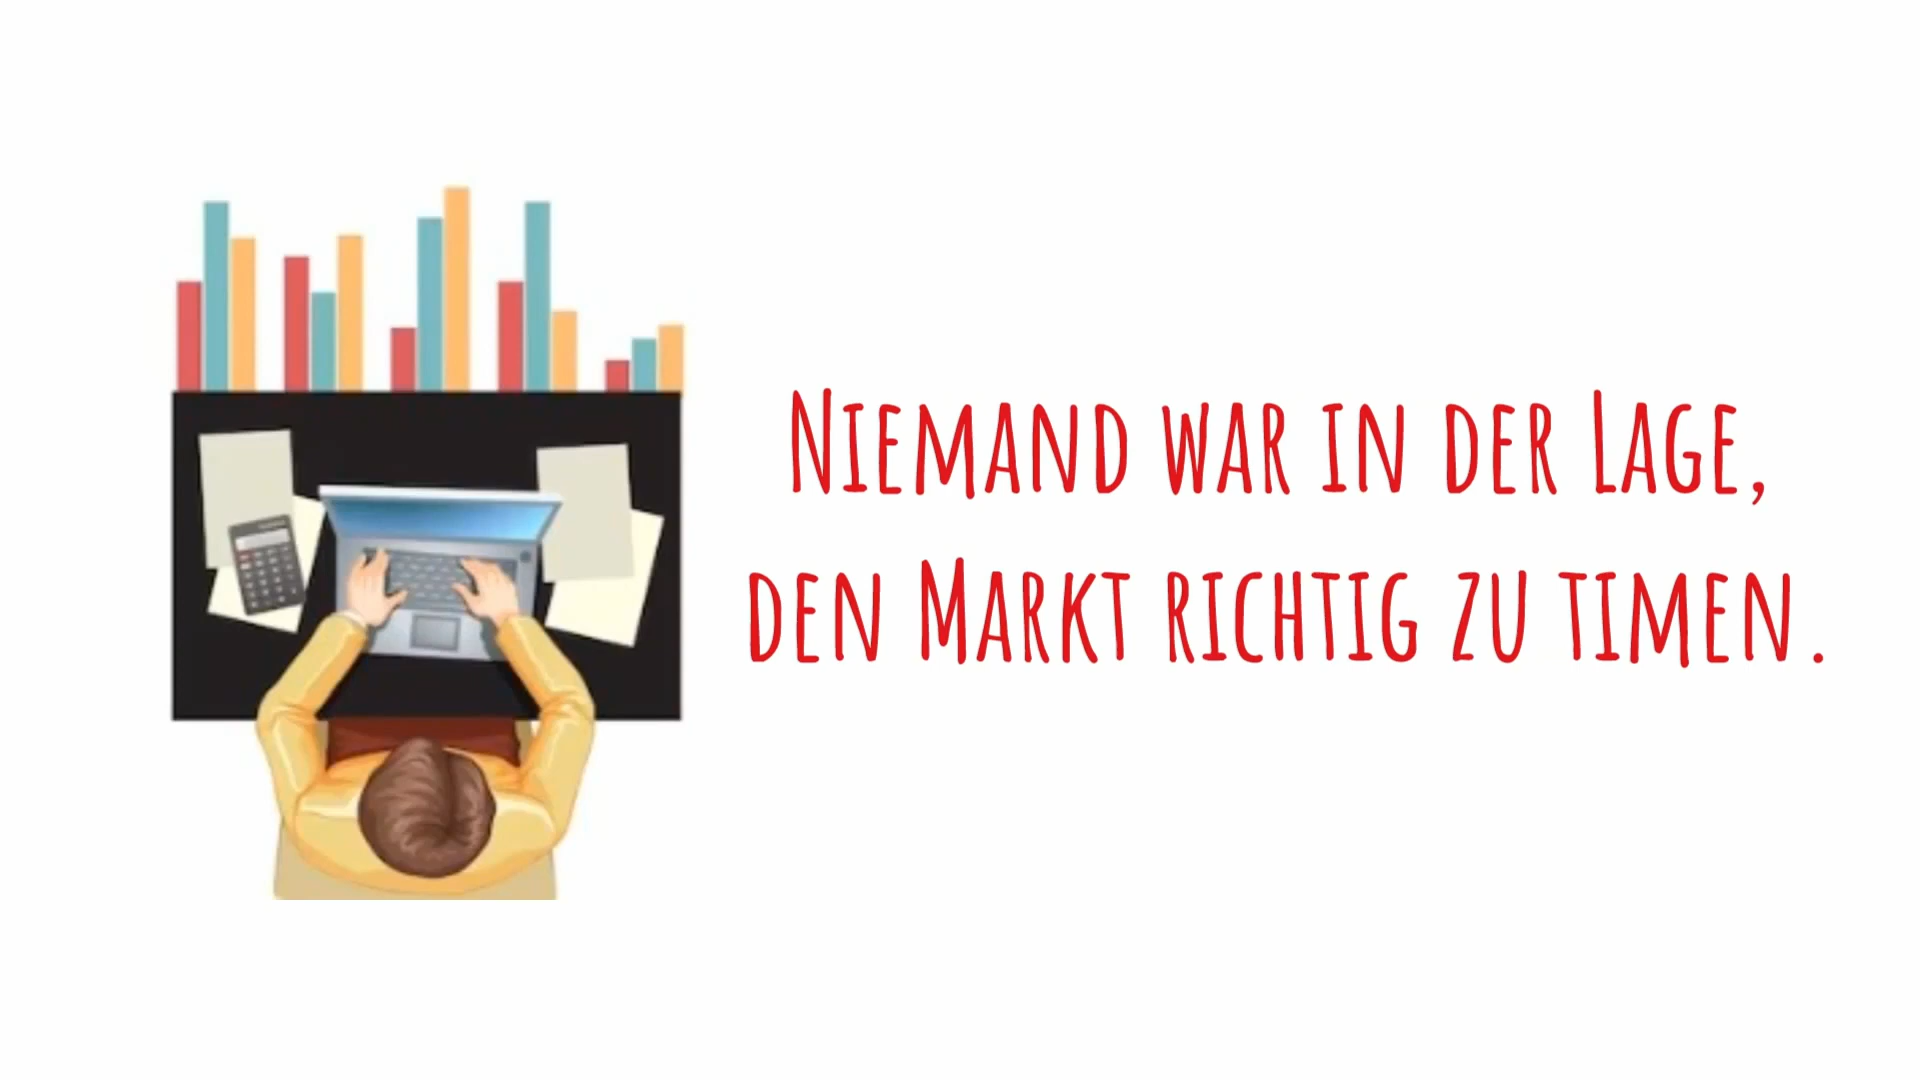 Niemand war in der Lage,
den Markt richtig zu timen.